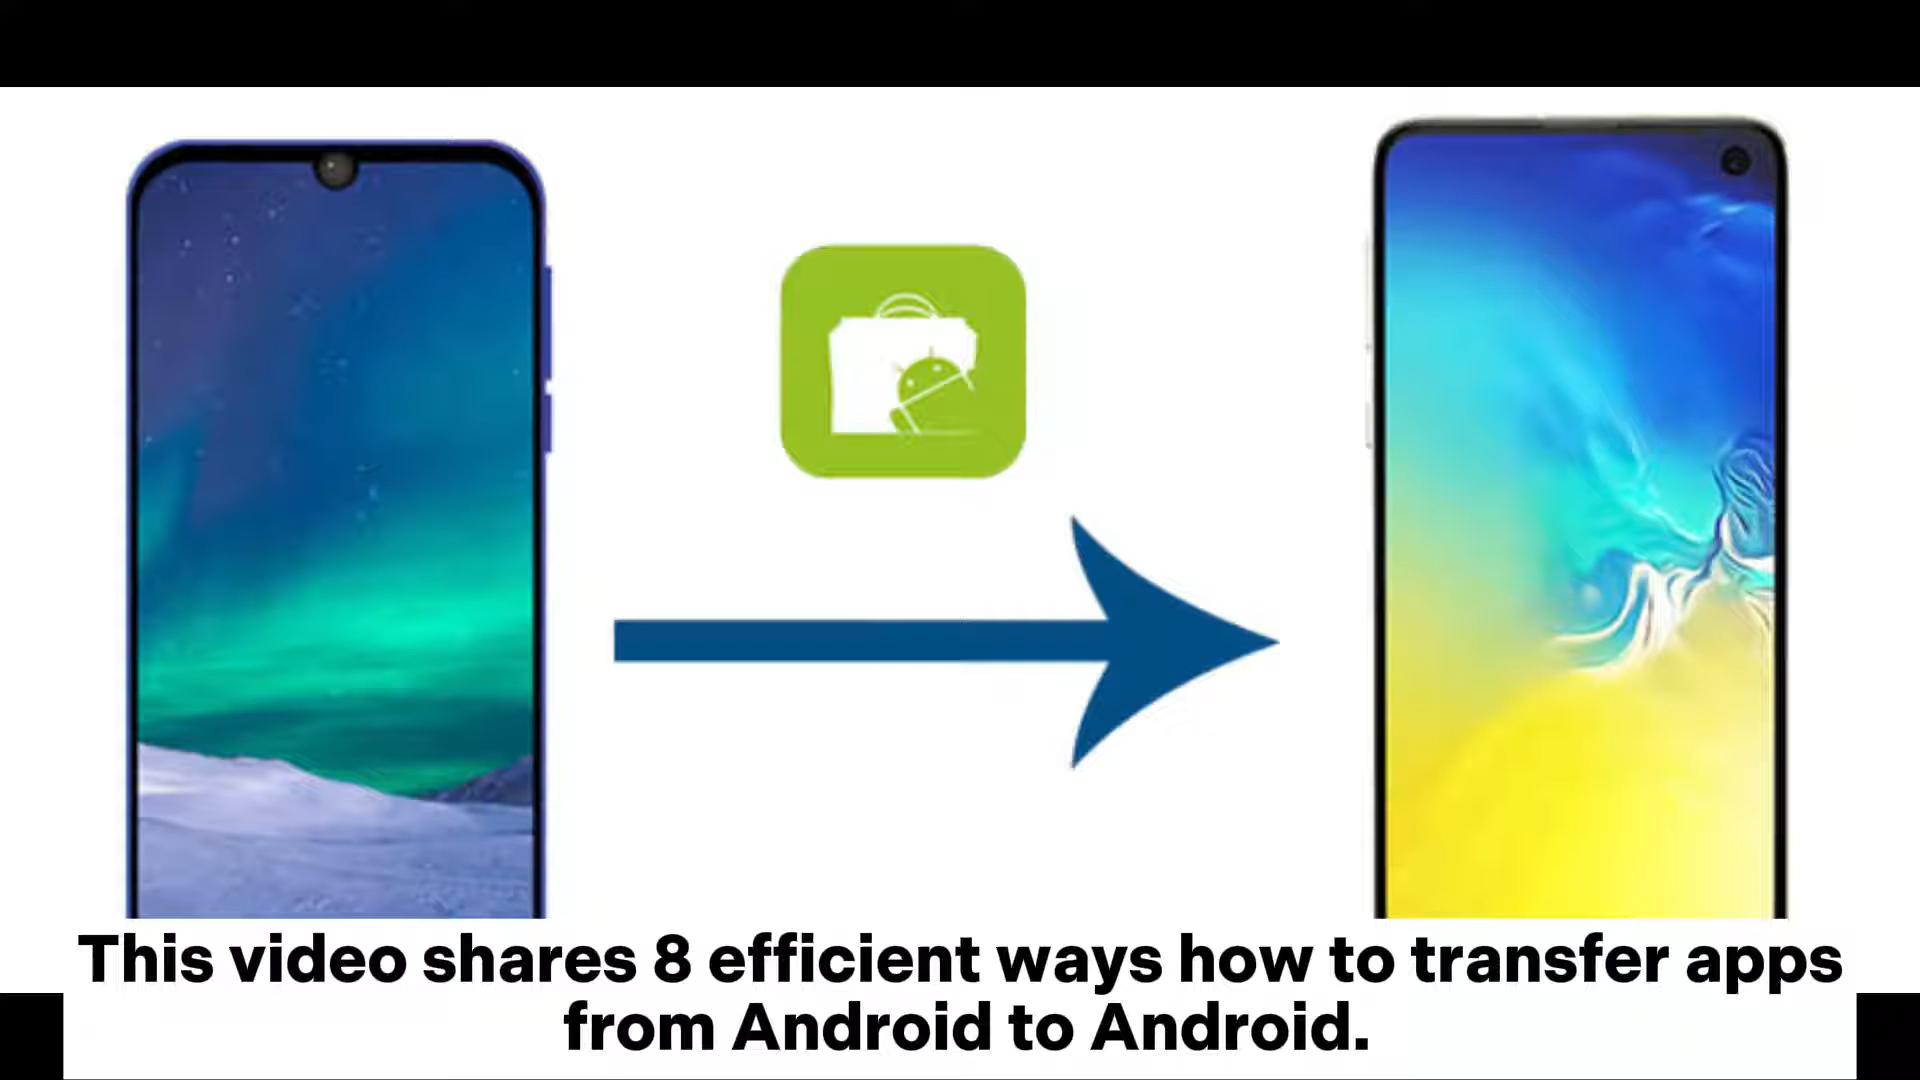 This video shares 8 efficient ways how to transfer apps
from Android to Android.